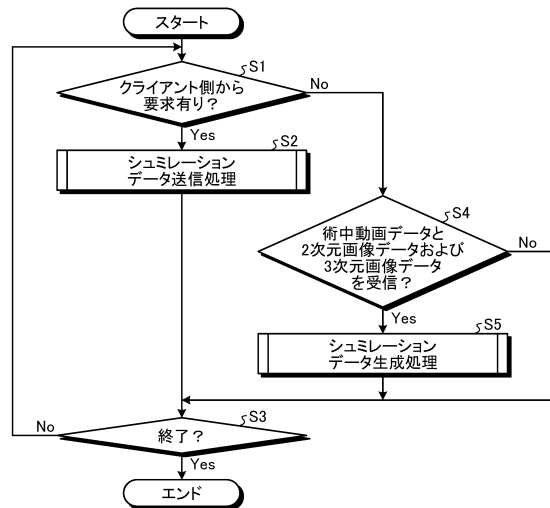 スタート
S1
クライアント側から
要求有り？
No
Yes
S2
シュミレーション
データ送信処理
S4
術中動画データと
2次元画像データおよび
3次元画像データ
を受信？
No
Yes
S5
シュミレーション
データ生成処理
S3
終了？
No
Yes
エンド